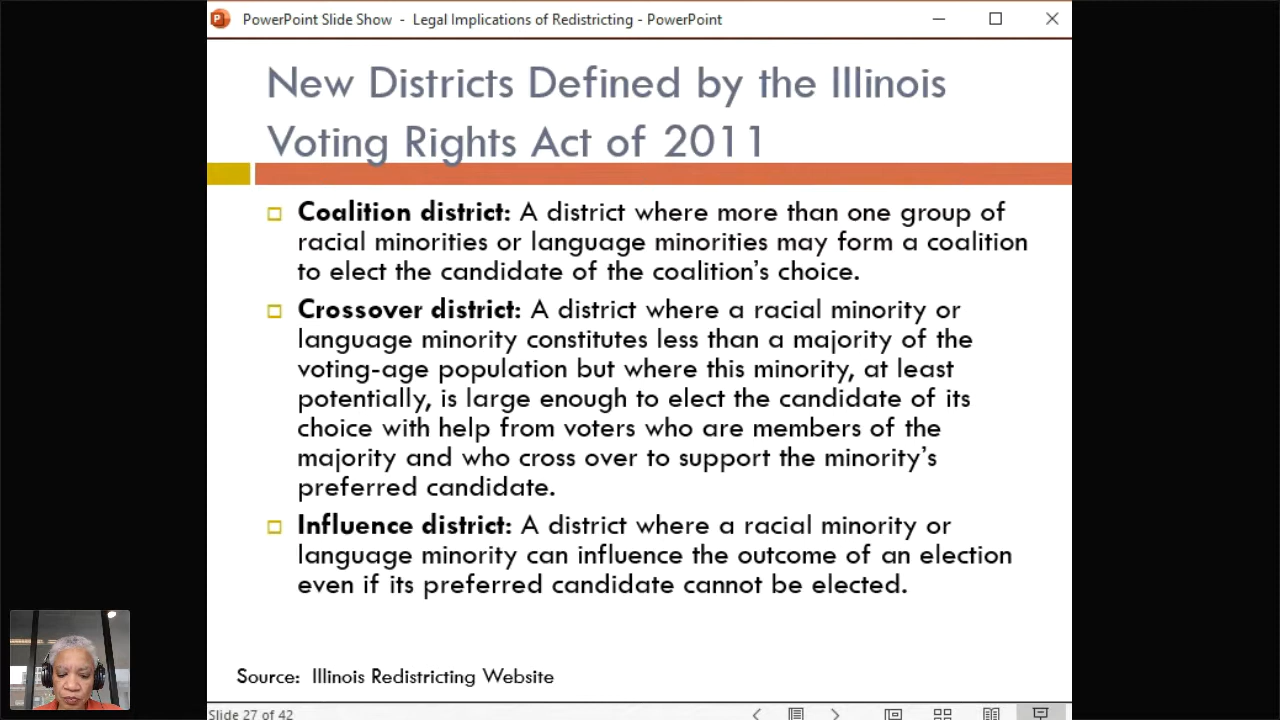 PowerPoint Slide Show - Legal Implications of Redistricting - PowerPoint
New Districts Defined by the Illinois
Voting Rights Act of 2011
Coalition district: A district where more than one group of
racial minorities or language minorities may form a coalition
to elect the candidate of the coalition’s choice.
Crossover district: A district where a racial minority or
language minority constitutes less than a majority of the
voting-age population but where this minority, at least
potentially, is large enough to elect the candidate of its
choice with help from voters who are members of the
majority and who cross over to support the minority’s
preferred candidate.
Influence district: A district where a racial minority or
language minority can influence the outcome of an election
even if its preferred candidate cannot be elected.
Source: Illinois Redistricting Website
Slide 27 of 42